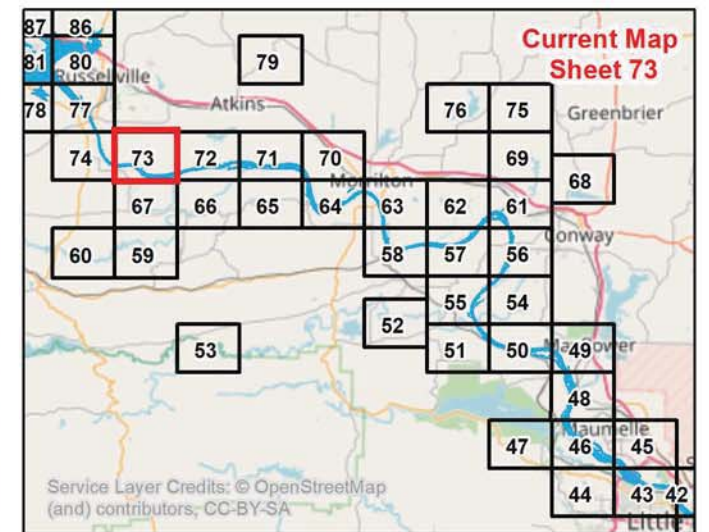 87 86
Current Map
Sheet 73
81 80 79
Russellville
78 77 Atkins 76 75 Greenbrier
74 73 72 71 70 69
68
Morrilton
67 66 65 64 63 62 61
Conway
60 59 58 57 56
55 54
52
53 51 50 49
48
Maumelle
47 46 45
Service Layer Credits: © OpenStreetMap
(and) contributors, CC-BY-SA
44 43 42
Little